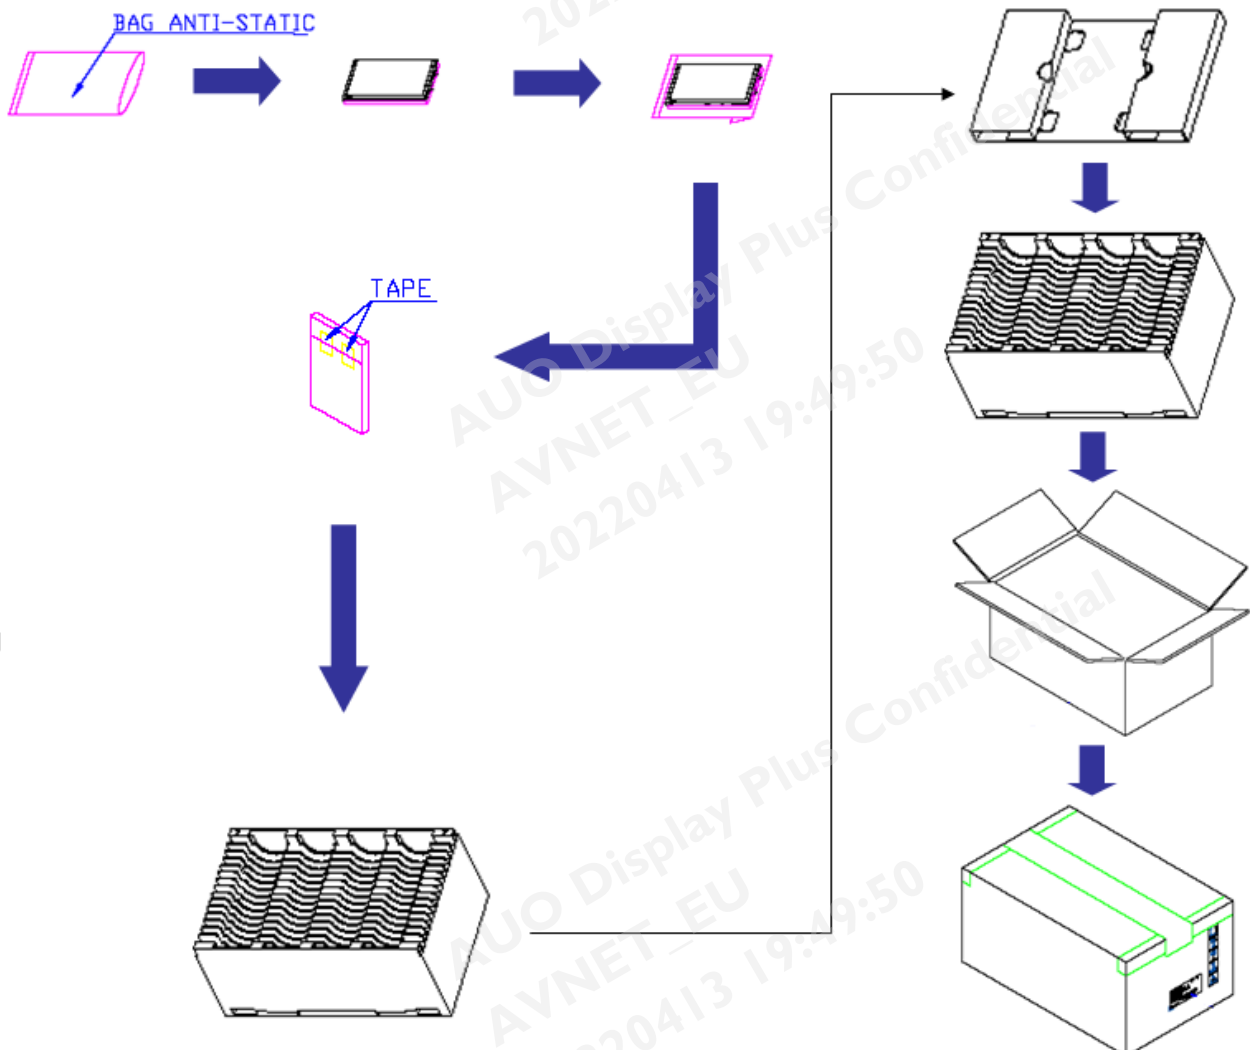 BAG ANTI-STATIC
TAPE
AUO Display Plus Confidential
AVNET_EU
20220413 19:49:50
AUO Display Plus Confidential
AVNET_EU
20220413 19:49:50